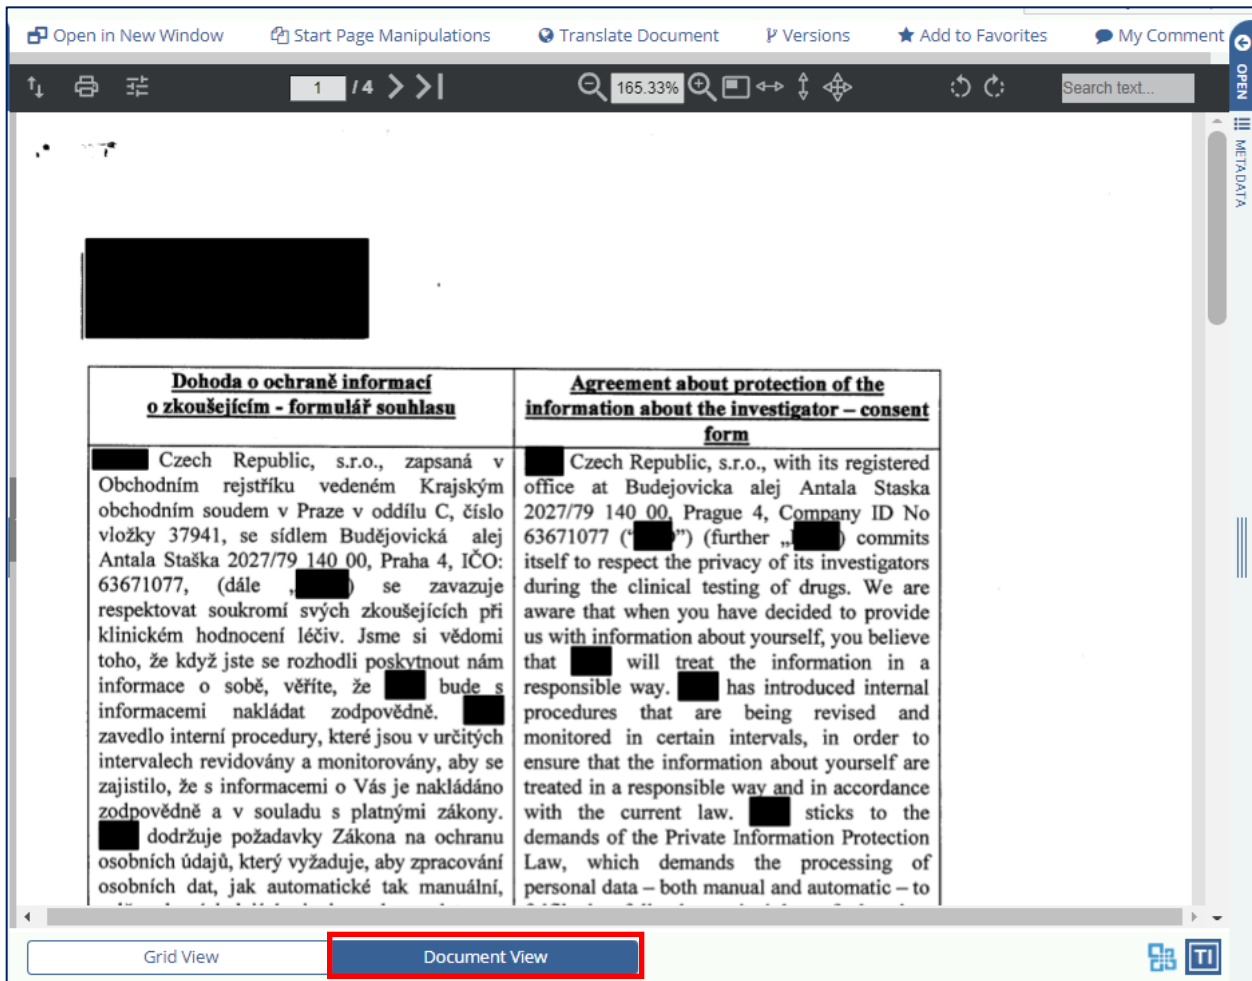 Open in New Window Start Page Manipulations Translate Document Versions Add to Favorites My Comment
1 / 4 165.33% Search text...
OPEN
METADATA
Dohoda o ochraně informací
o zkoušejícím - formulář souhlasu
Czech Republic, s.r.o., zapsaná v
Obchodním rejstříku vedeném Krajským
obchodním soudem v Praze v oddílu C, číslo
vložky 37941, se sídlem Budějovická alej
Antala Staška 2027/79 140 00, Praha 4, IČO:
63671077, (dále „ ) se zavazuje
respektovat soukromí svých zkoušejících při
klinickém hodnocení léčiv. Jsme si vědomi
toho, že když jste se rozhodli poskytnout nám
informace o sobě, věříte, že bude s
informacemi nakládat zodpovědně.
zavedlo interní procedury, které jsou v určitých
intervalech revidovány a monitorovány, aby se
zajistilo, že s informacemi o Vás je nakládáno
zodpovědně a v souladu s platnými zákony.
dodržuje požadavky Zákona na ochranu
osobních údajů, který vyžaduje, aby zpracování
osobních dat, jak automatické tak manuální,
Agreement about protection of the
information about the investigator – consent
form
Czech Republic, s.r.o., with its registered
office at Budejovicka alej Antala Staska
2027/79 140 00, Prague 4, Company ID No
63671077 (“ ”) (further „ ) commits
itself to respect the privacy of its investigators
during the clinical testing of drugs. We are
aware that when you have decided to provide
us with information about yourself, you believe
that will treat the information in a
responsible way. has introduced internal
procedures that are being revised and
monitored in certain intervals, in order to
ensure that the information about yourself are
treated in a responsible way and in accordance
with the current law. sticks to the
demands of the Private Information Protection
Law, which demands the processing of
personal data – both manual and automatic – to
Grid View Document View
TI